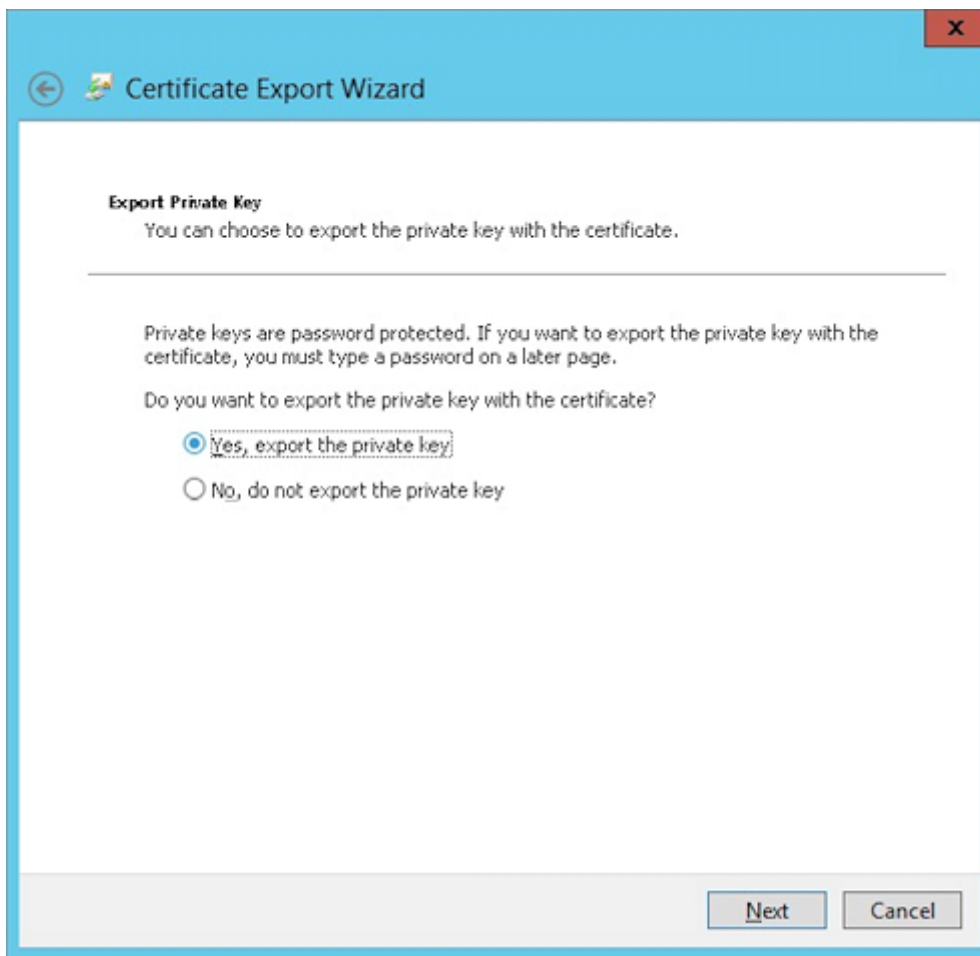 x
Certificate Export Wizard
Export Private Key
You can choose to export the private key with the certificate.
Private keys are password protected. If you want to export the private key with the
certificate, you must type a password on a later page.
Do you want to export the private key with the certificate?
Yes, export the private key
No, do not export the private key
Next
Cancel